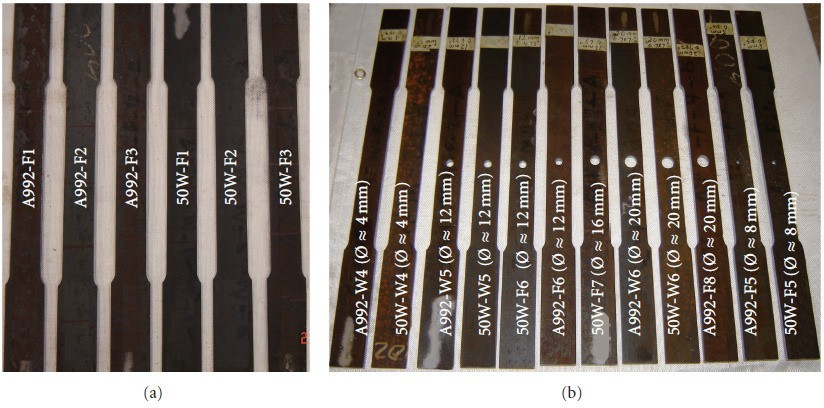 A992-F1
A992-F2
A992-F3
50W-F1
50W-F2
50W-F3
(a)
A992-W4 (Ø ≈ 4 mm)
50W-W4 (Ø ≈ 4 mm)
A992-W5 (Ø ≈ 12 mm)
50W-W5 (Ø ≈ 12 mm)
50W-F6 (Ø ≈ 12 mm)
A992-F6 (Ø ≈ 12 mm)
50W-F7 (Ø ≈ 16 mm)
A992-W6 (Ø ≈ 20 mm)
50W-W6 (Ø ≈ 20 mm)
A992-F8 (Ø ≈ 20 mm)
A992-F5 (Ø ≈ 8 mm)
50W-F5 (Ø ≈ 8 mm)
(b)